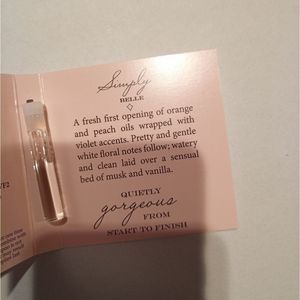 Simply
BELLE
A fresh first opening of orange
and peach oils wrapped with
violet accents. Pretty and gentle
white floral notes follow; watery
and clean laid over a sensual
bed of musk and vanilla.
QUIETLY
gorgeous
FROM
START TO FINISH